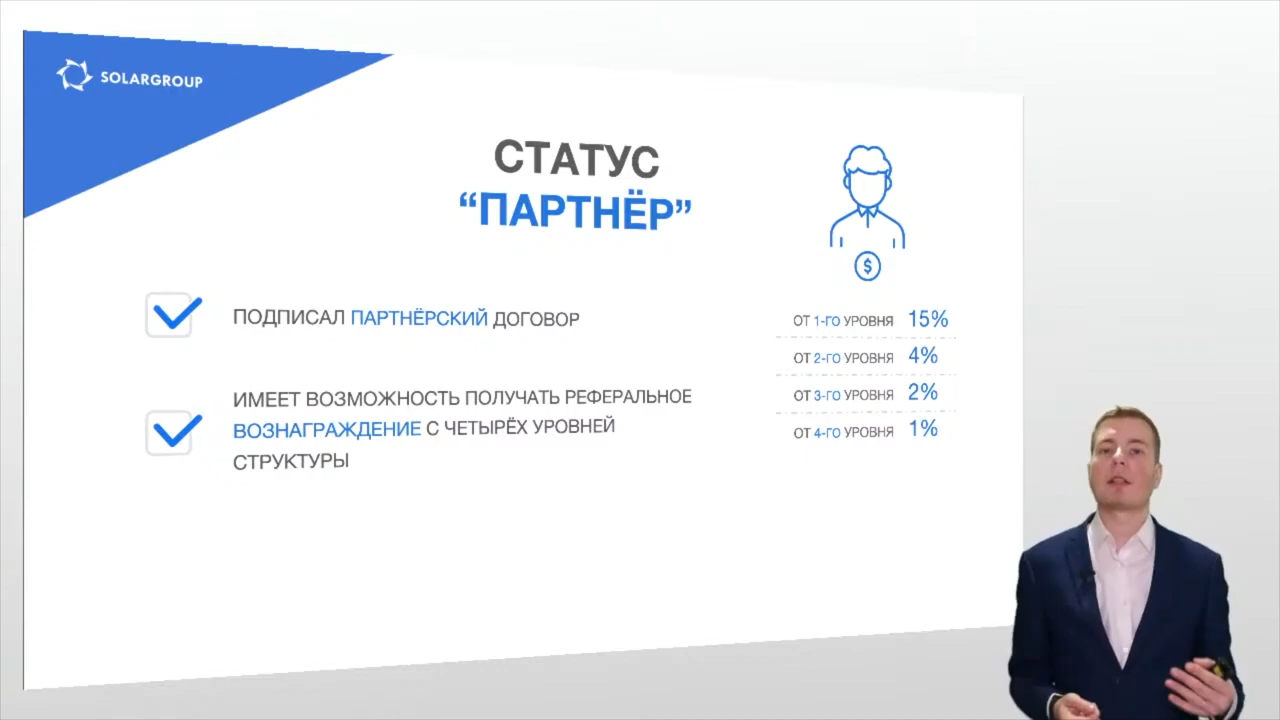 SOLARGROUP
СТАТУС
“ПАРТНЁР”
ПОДПИСАЛ ПАРТНЁРСКИЙ ДОГОВОР
ИМЕЕТ ВОЗМОЖНОСТЬ ПОЛУЧАТЬ РЕФЕРАЛЬНОЕ
ВОЗНАГРАЖДЕНИЕ С ЧЕТЫРЁХ УРОВНЕЙ
СТРУКТУРЫ
$
ОТ 1-ГО УРОВНЯ 15%
ОТ 2-ГО УРОВНЯ 4%
ОТ 3-ГО УРОВНЯ 2%
ОТ 4-ГО УРОВНЯ 1%